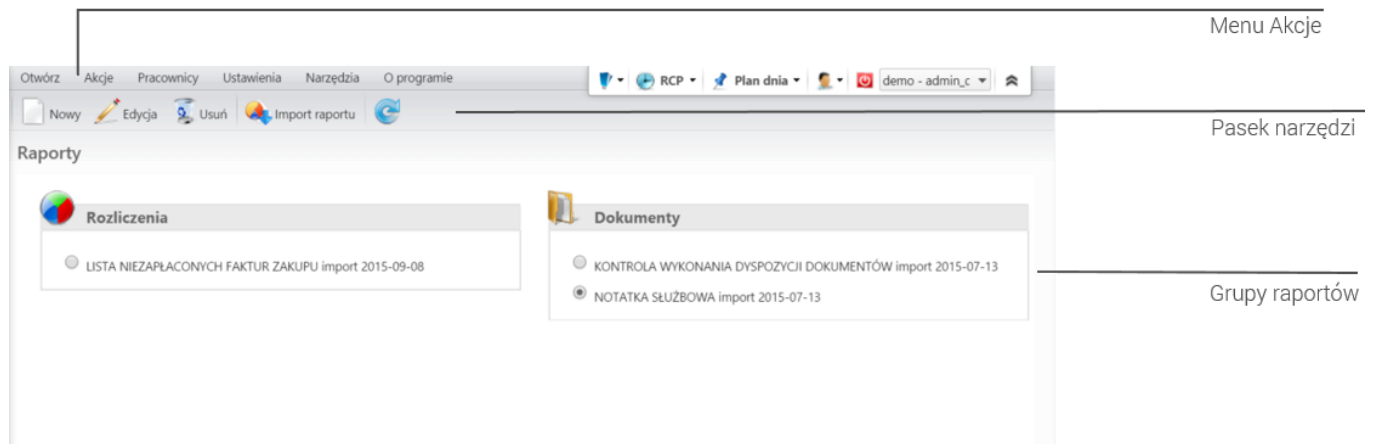 Menu Akcje
Otwórz Akcje Pracownicy Ustawienia Narzędzia O programie RCP Plan dnia demo - admin_c
Nowy Edycja Usuń Import raportu
Pasek narzędzi
Raporty
Rozliczenia Dokumenty
LISTA NIEZAPŁACONYCH FAKTUR ZAKUPU import 2015-09-08 KONTROLA WYKONANIA DYSPOZYCJI DOKUMENTÓW import 2015-07-13
NOTATKA SŁUŻBOWA import 2015-07-13
Grupy raportów